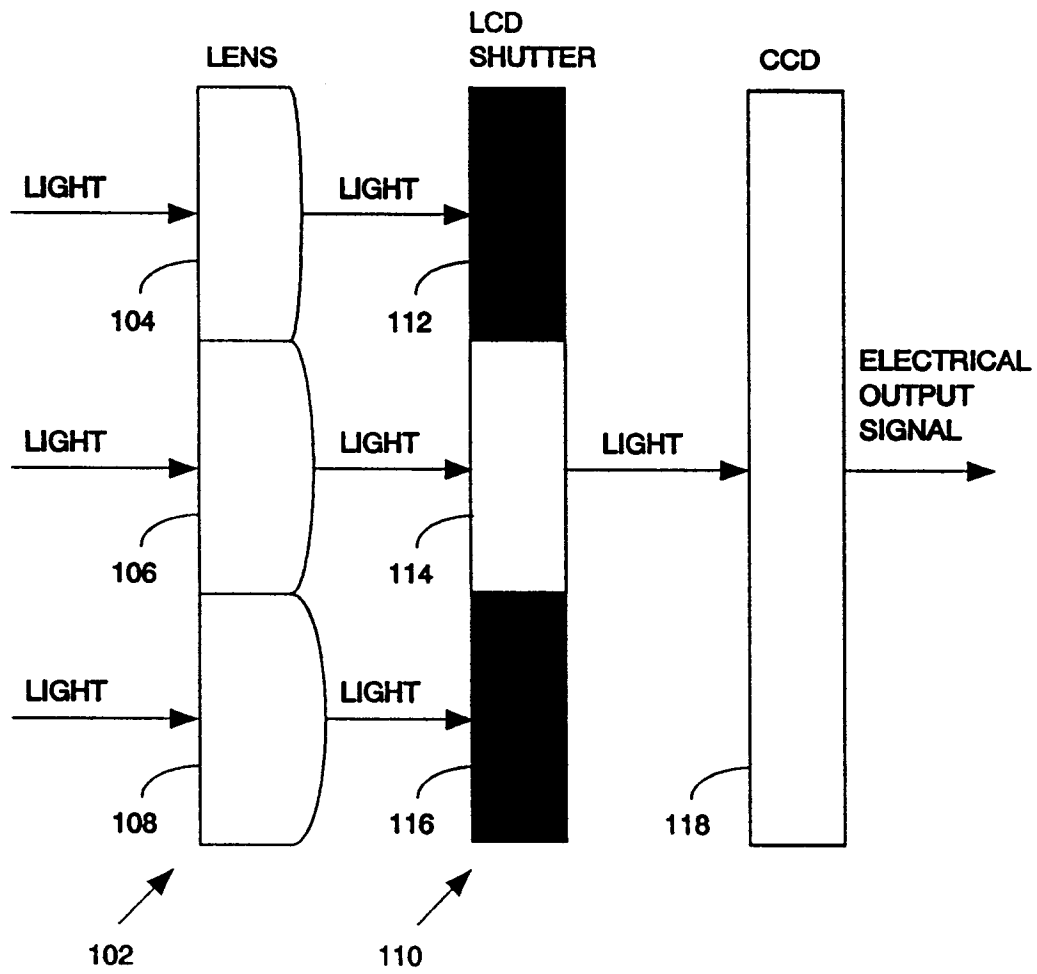 LCD
SHUTTER
LENS
CCD
LIGHT
LIGHT
104
112
ELECTRICAL
OUTPUT
SIGNAL
LIGHT
LIGHT
LIGHT
106
114
LIGHT
LIGHT
108
116
118
102
110